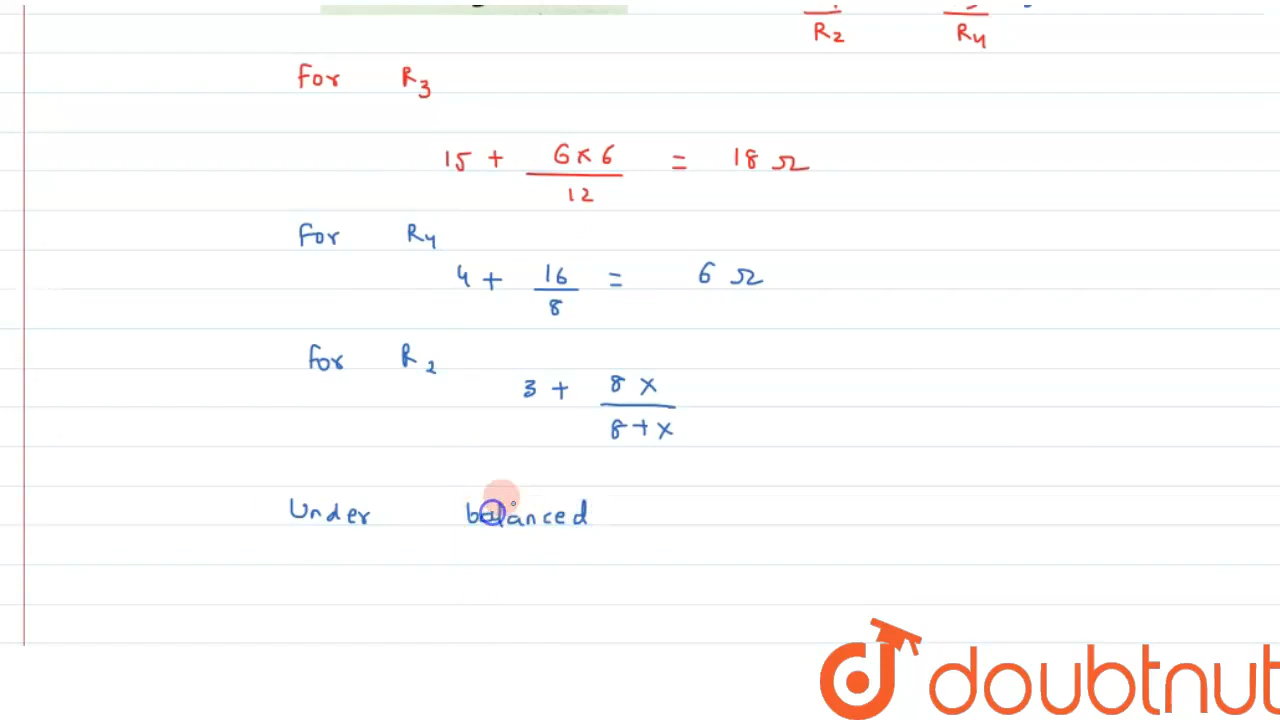 R2 R4
For R3
15 + 6×6/12 = 18 Ω
For R4
4 + 16/8 = 6 Ω
for R2
3 + 8x/8+x
Under balanced
doubtnut